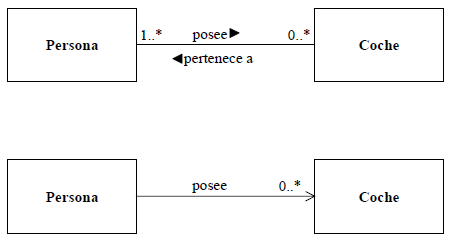 Persona 1..* posee▶ 0..* Coche
◀pertenece a
Persona posee 0..* Coche